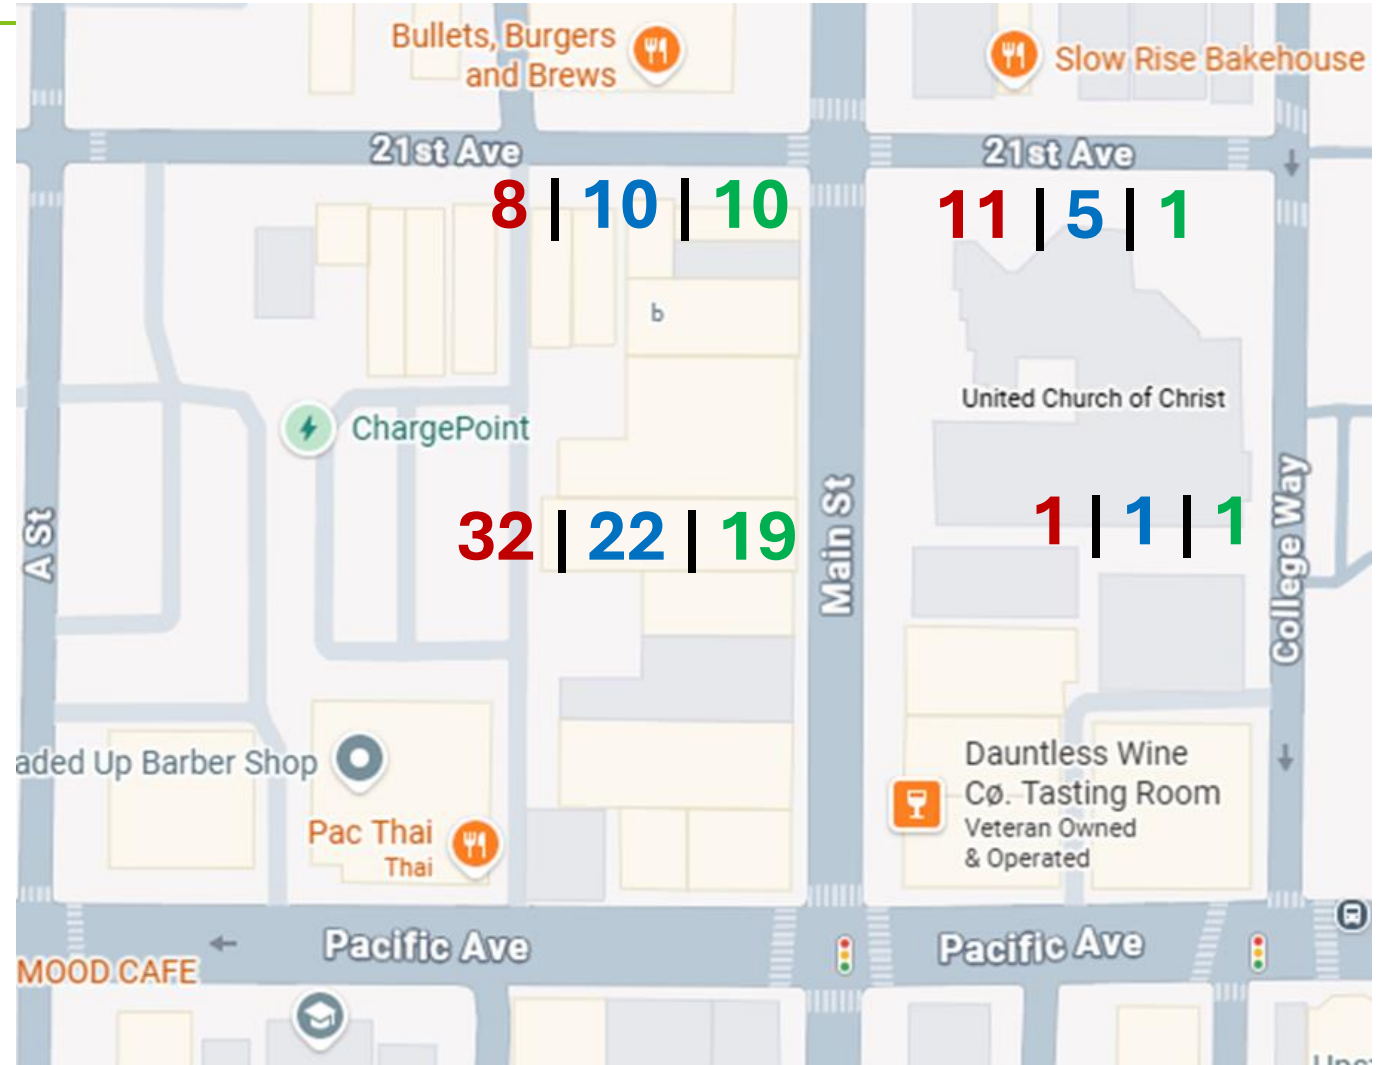 Bullets, Burgers
and Brews
Slow Rise Bakehouse
21st Ave
21st Ave
8 | 10 | 10
11 | 5 | 1
b
United Church of Christ
ChargePoint
A St
Main St
College Way
32 | 22 | 19
1 | 1 | 1
aded Up Barber Shop
Dauntless Wine
Cø. Tasting Room
Veteran Owned
& Operated
Pac Thai
Thai
Pacific Ave
Pacific Ave
MOOD CAFE